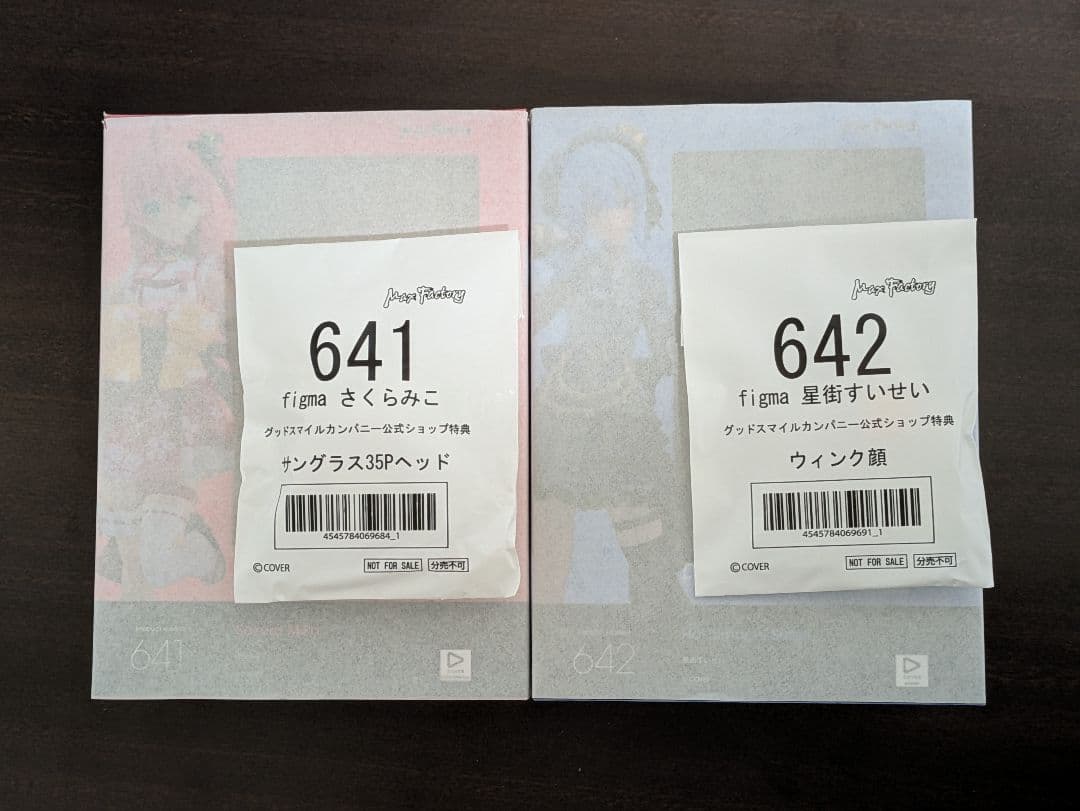 Max Factory
641
figma さくらみこ
グッドスマイルカンパニー公式ショップ特典
サングラス35Pヘッド
4545784069684_1
©COVER
NOT FOR SALE
分売不可
641
Max Factory
642
figma 星街すいせい
グッドスマイルカンパニー公式ショップ特典
ウィンク顔
4545784069691_1
©COVER
NOT FOR SALE
分売不可
642